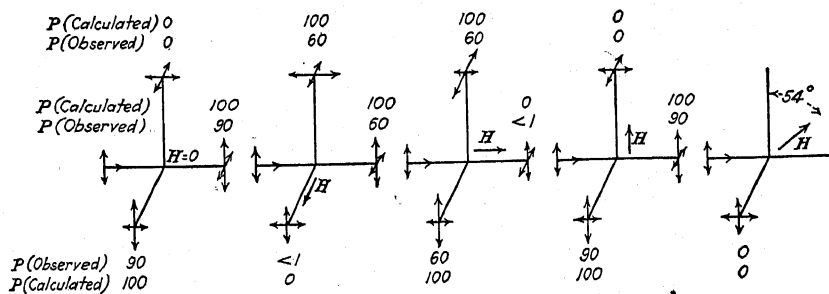 P(Calculated) 0 100 100 0
P(Observed) 0 60 60 0
54°
P(Calculated) 100 100 0 100
P(Observed) 90 60 <1 90
H=0 H H H H
P(Observed) 90 <1 60 90 0
P(Calculated) 100 0 100 100 0